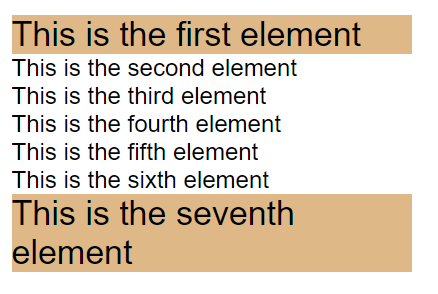 This is the first element
This is the second element
This is the third element
This is the fourth element
This is the fifth element
This is the sixth element
This is the seventh
element